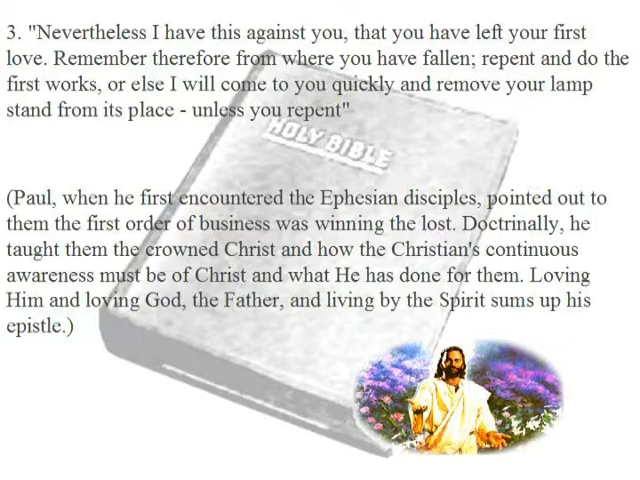 3. "Nevertheless I have this against you, that you have left your first
love. Remember therefore from where you have fallen; repent and do the
first works, or else I will come to you quickly and remove your lamp
stand from its place - unless you repent"
HOLY BIBLE
(Paul, when he first encountered the Ephesian disciples, pointed out to
them the first order of business was winning the lost. Doctrinally, he
taught them the crowned Christ and how the Christian's continuous
awareness must be of Christ and what He has done for them. Loving
Him and loving God, the Father, and living by the Spirit sums up his
epistle.)